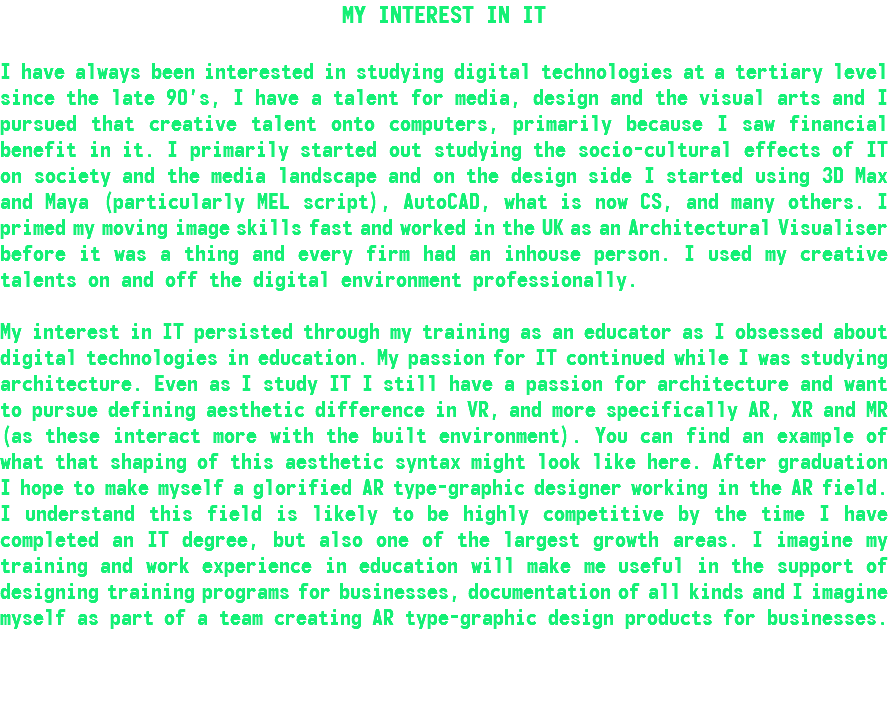 MY INTEREST IN IT
I have always been interested in studying digital technologies at a tertiary level
since the late 90's, I have a talent for media, design and the visual arts and I
pursued that creative talent onto computers, primarily because I saw financial
benefit in it. I primarily started out studying the socio-cultural effects of IT
on society and the media landscape and on the design side I started using 3D Max
and Maya (particularly MEL script), AutoCAD, what is now CS, and many others. I
primed my moving image skills fast and worked in the UK as an Architectural Visualiser
before it was a thing and every firm had an inhouse person. I used my creative
talents on and off the digital environment professionally.
My interest in IT persisted through my training as an educator as I obsessed about
digital technologies in education. My passion for IT continued while I was studying
architecture. Even as I study IT I still have a passion for architecture and want
to pursue defining aesthetic difference in VR, and more specifically AR, XR and MR
(as these interact more with the built environment). You can find an example of
what that shaping of this aesthetic syntax might look like here. After graduation
I hope to make myself a glorified AR type-graphic designer working in the AR field.
I understand this field is likely to be highly competitive by the time I have
completed an IT degree, but also one of the largest growth areas. I imagine my
training and work experience in education will make me useful in the support of
designing training programs for businesses, documentation of all kinds and I imagine
myself as part of a team creating AR type-graphic design products for businesses.